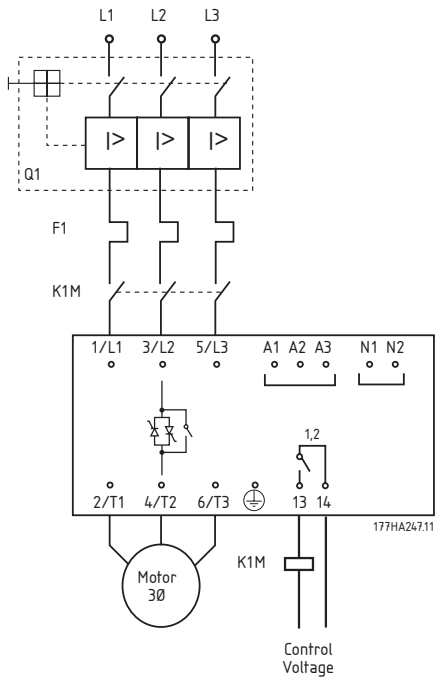 L1 L2 L3
I> I> I>
Q1
F1
K1M
1/L1 3/L2 5/L3 A1 A2 A3 N1 N2
1,2
2/T1 4/T2 6/T3 13 14
177HA247.11
K1M
Motor
3Ø
Control
Voltage